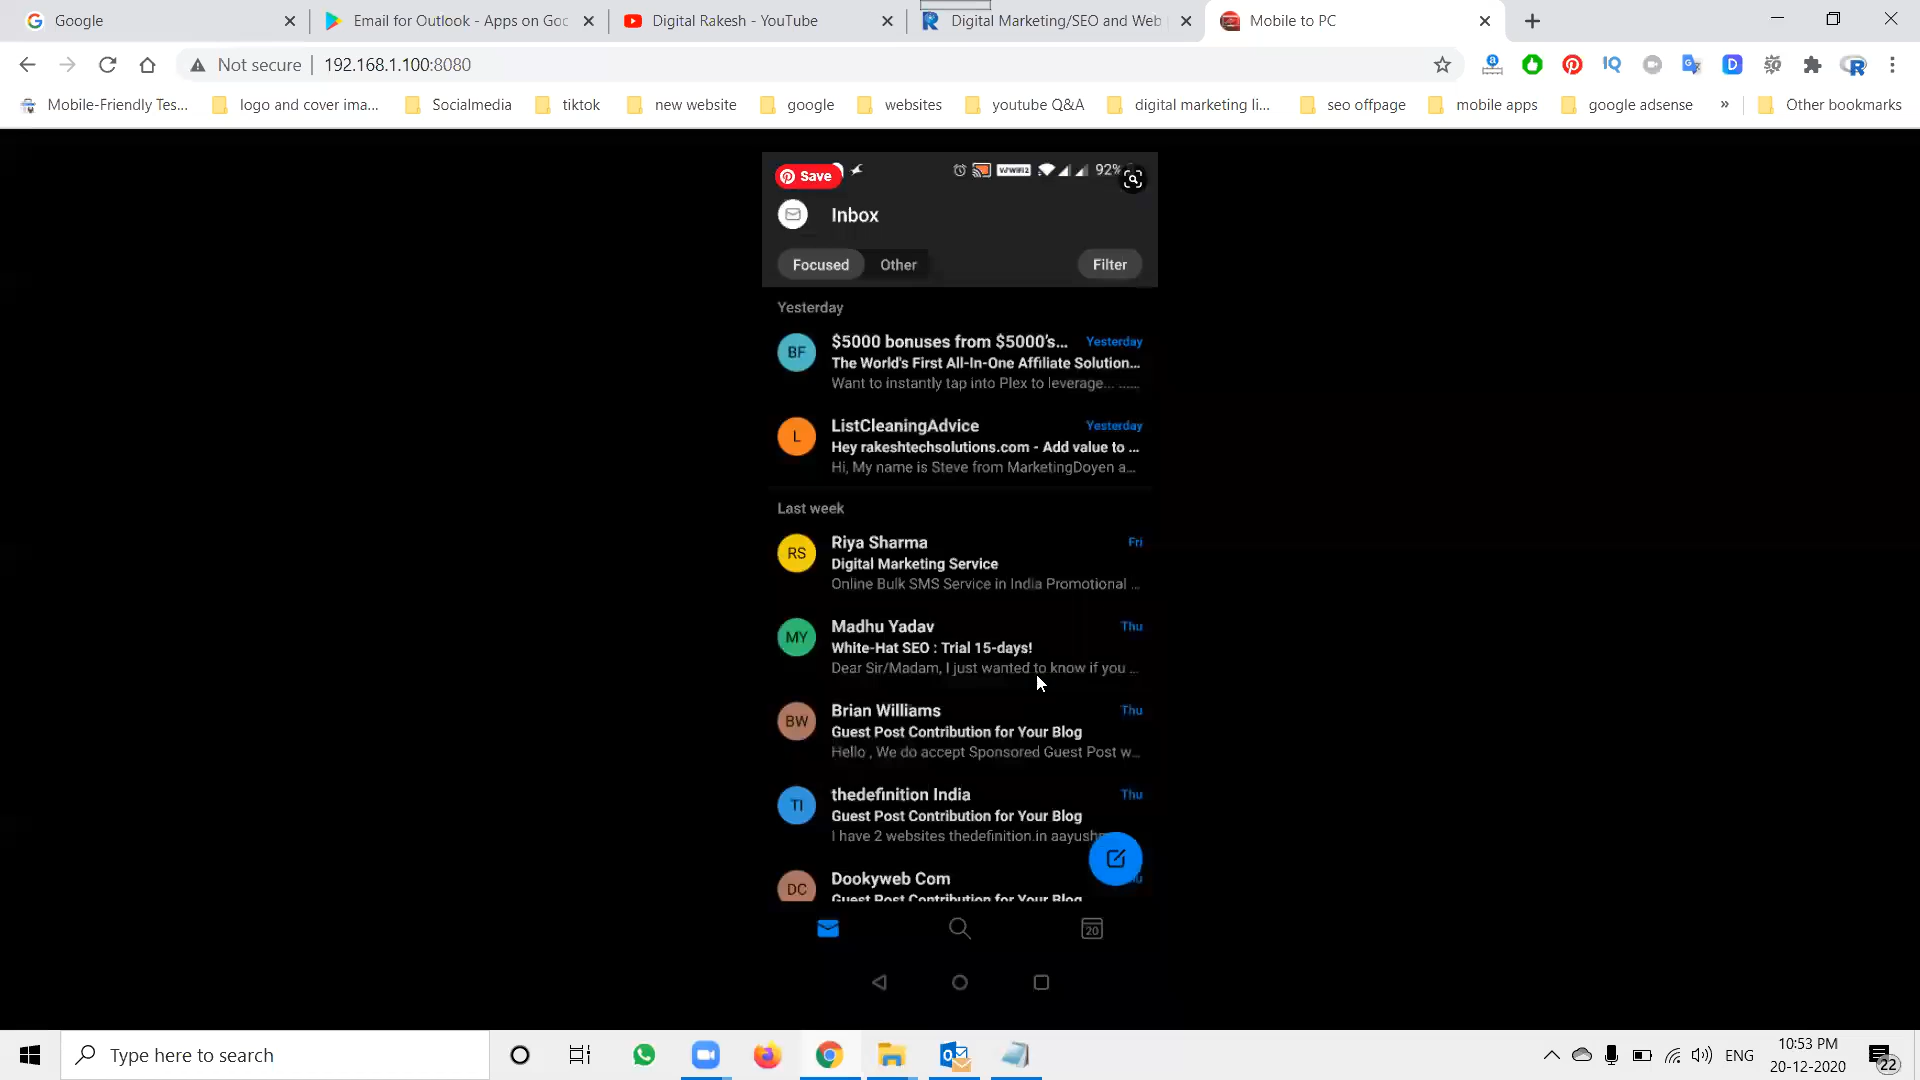 Google
Email for Outlook - Apps on Goo
Digital Rakesh - YouTube
Digital Marketing/SEO and Web
Mobile to PC
Not secure
192.168.1.100:8080
Mobile-Friendly Tes...
logo and cover ima...
Socialmedia
tiktok
new website
google
websites
youtube Q&A
digital marketing li...
seo offpage
mobile apps
google adsense
»
Other bookmarks
Save
92%
Inbox
Focused
Other
Filter
Yesterday
BF
$5000 bonuses from $5000's...
Yesterday
The World's First All-In-One Affiliate Solution...
Want to instantly tap into Plex to leverage... ......
L
ListCleaningAdvice
Yesterday
Hey rakeshtechsolutions.com - Add value to ...
Hi, My name is Steve from MarketingDoyen a...
Last week
RS
Riya Sharma
Fri
Digital Marketing Service
Online Bulk SMS Service in India Promotional ...
MY
Madhu Yadav
Thu
White-Hat SEO : Trial 15-days!
Dear Sir/Madam, I just wanted to know if you ...
BW
Brian Williams
Thu
Guest Post Contribution for Your Blog
Hello , We do accept Sponsored Guest Post w...
TI
thedefinition India
Thu
Guest Post Contribution for Your Blog
I have 2 websites thedefinition.in aayush
DC
Dookyweb Com
Guest Post Contribution for Your Blog
20
Type here to search
ENG
10:53 PM
20-12-2020
22